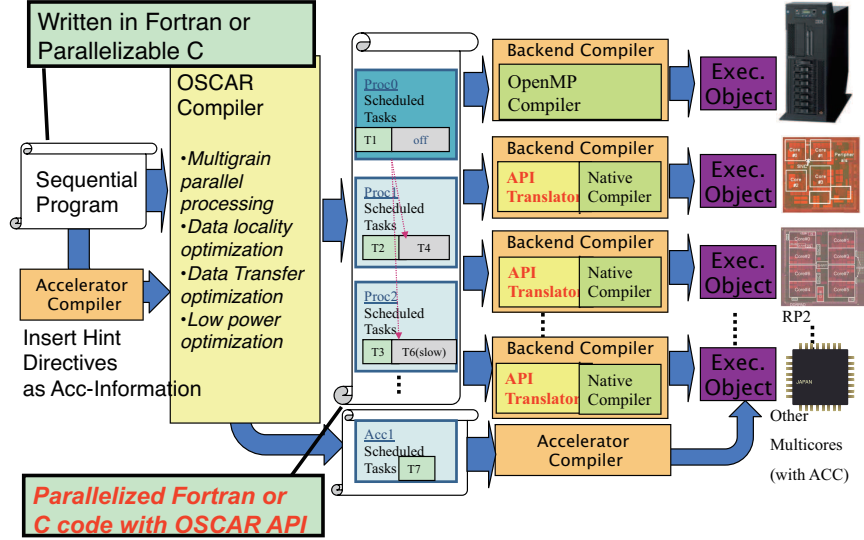 Written in Fortran or
Parallelizable C
OSCAR
Compiler
•Multigrain
parallel
processing
•Data locality
optimization
•Data Transfer
optimization
•Low power
optimization
Sequential
Program
Accelerator
Compiler
Insert Hint
Directives
as Acc-Information
Proc0
Scheduled
Tasks
T1
off
Proc1
Scheduled
Tasks
T2
T4
Proc2
Scheduled
Tasks
T3
T6(slow)
Acc1
Scheduled
Tasks
T7
Parallelized Fortran or
C code with OSCAR API
Backend Compiler
OpenMP
Compiler
Exec.
Object
Backend Compiler
API
Translator
Native
Compiler
Exec.
Object
Backend Compiler
API
Translator
Native
Compiler
Exec.
Object
RP2
Backend Compiler
API
Translator
Native
Compiler
Exec.
Object
JAPAN
Accelerator
Compiler
Other
Multicores
(with ACC)